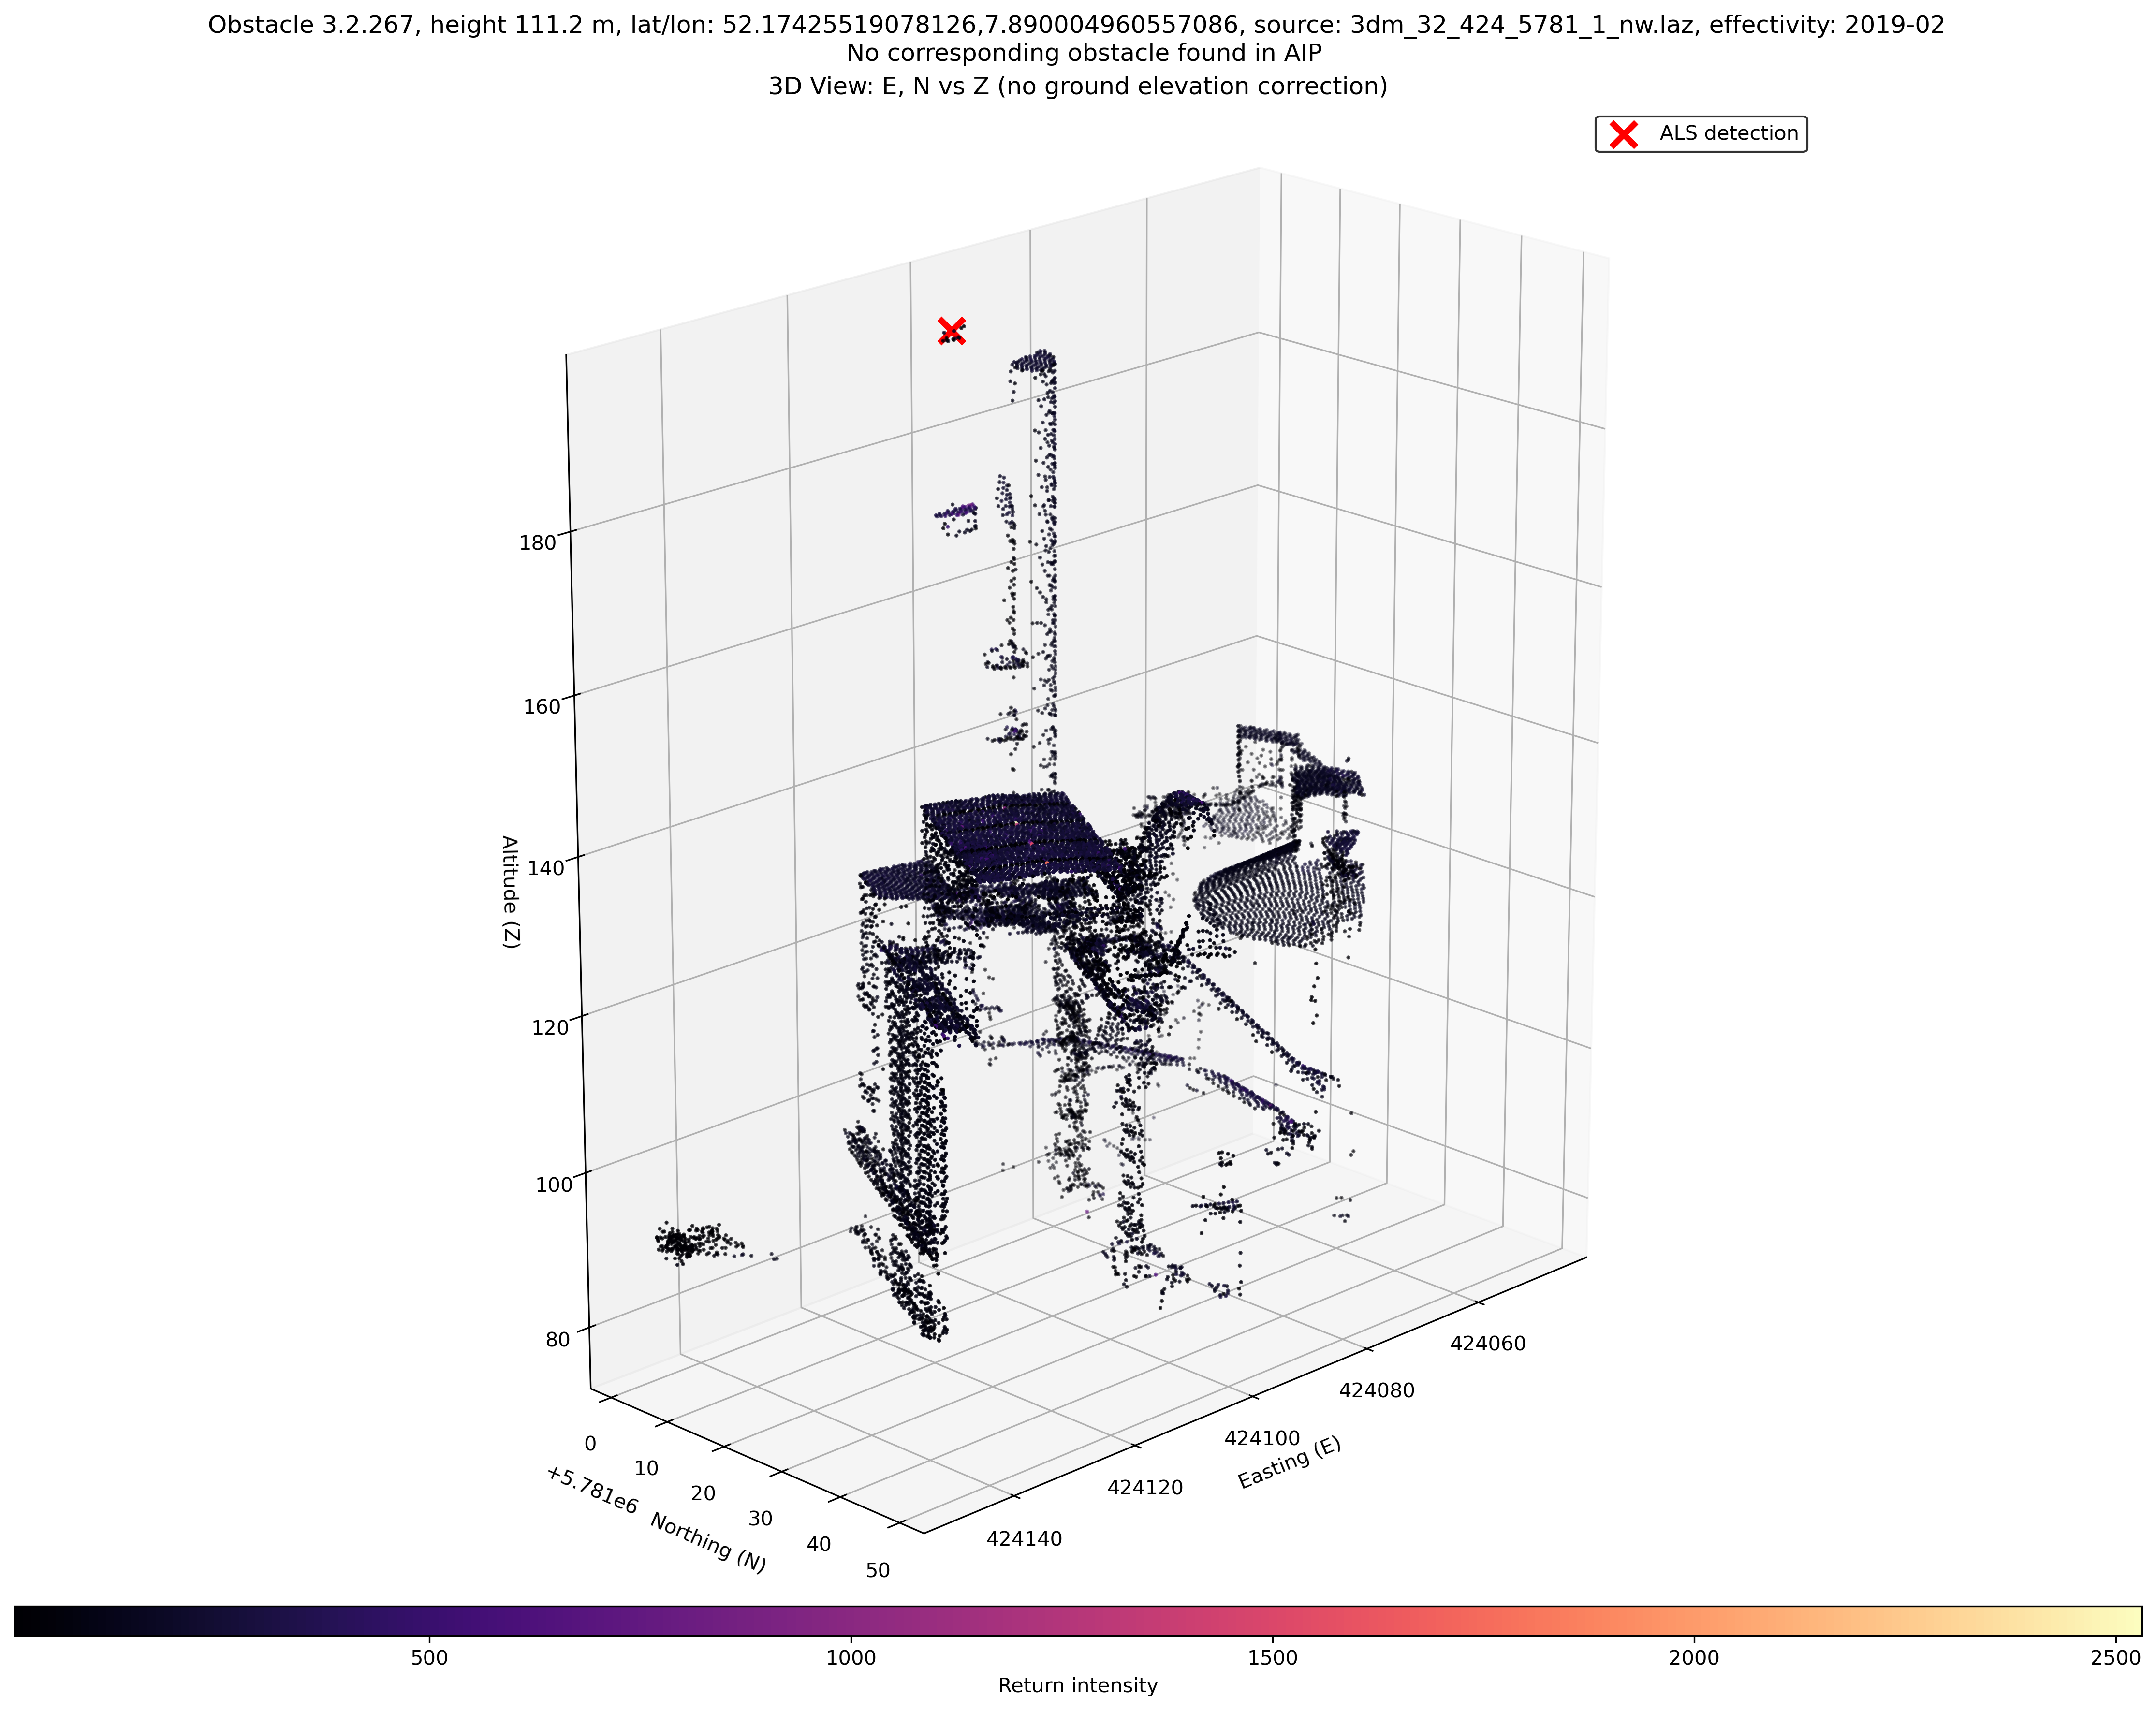 Obstacle 3.2.267, height 111.2 m, lat/lon: 52.17425519078126,7.890004960557086, source: 3dm_32_424_5781_1_nw.laz, effectivity: 2019-02
No corresponding obstacle found in AIP
3D View: E, N vs Z (no ground elevation correction)
ALS detection
180
160
140
120
100
80
Altitude (Z)
0
10
20
30
40
50
+5.781e6
Northing (N)
424140
424120
424100
424080
424060
Easting (E)
500
1000
1500
2000
2500
Return intensity